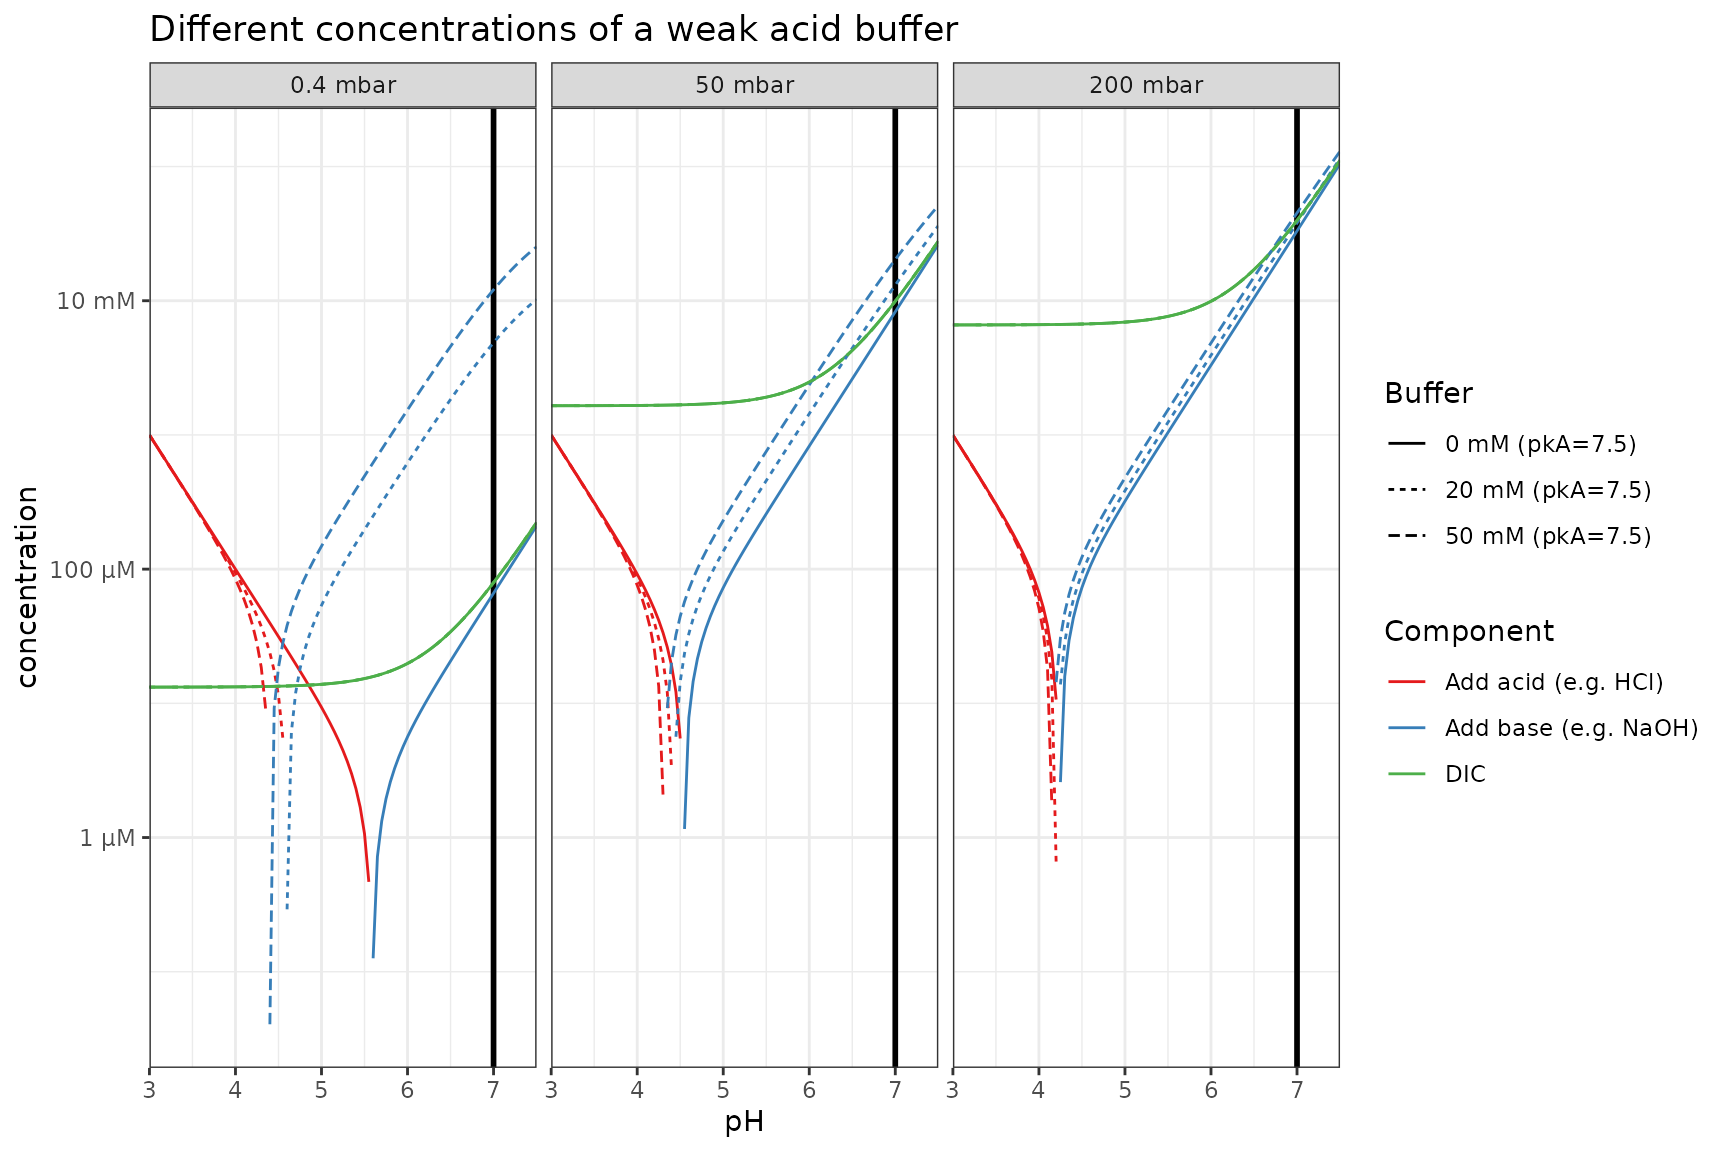 Different concentrations of a weak acid buffer
0.4 mbar
50 mbar
200 mbar
concentration
10 mM
100 µM
1 µM
3 4 5 6 7
3 4 5 6 7
3 4 5 6 7
pH
Buffer
0 mM (pkA=7.5)
20 mM (pkA=7.5)
50 mM (pkA=7.5)
Component
Add acid (e.g. HCl)
Add base (e.g. NaOH)
DIC